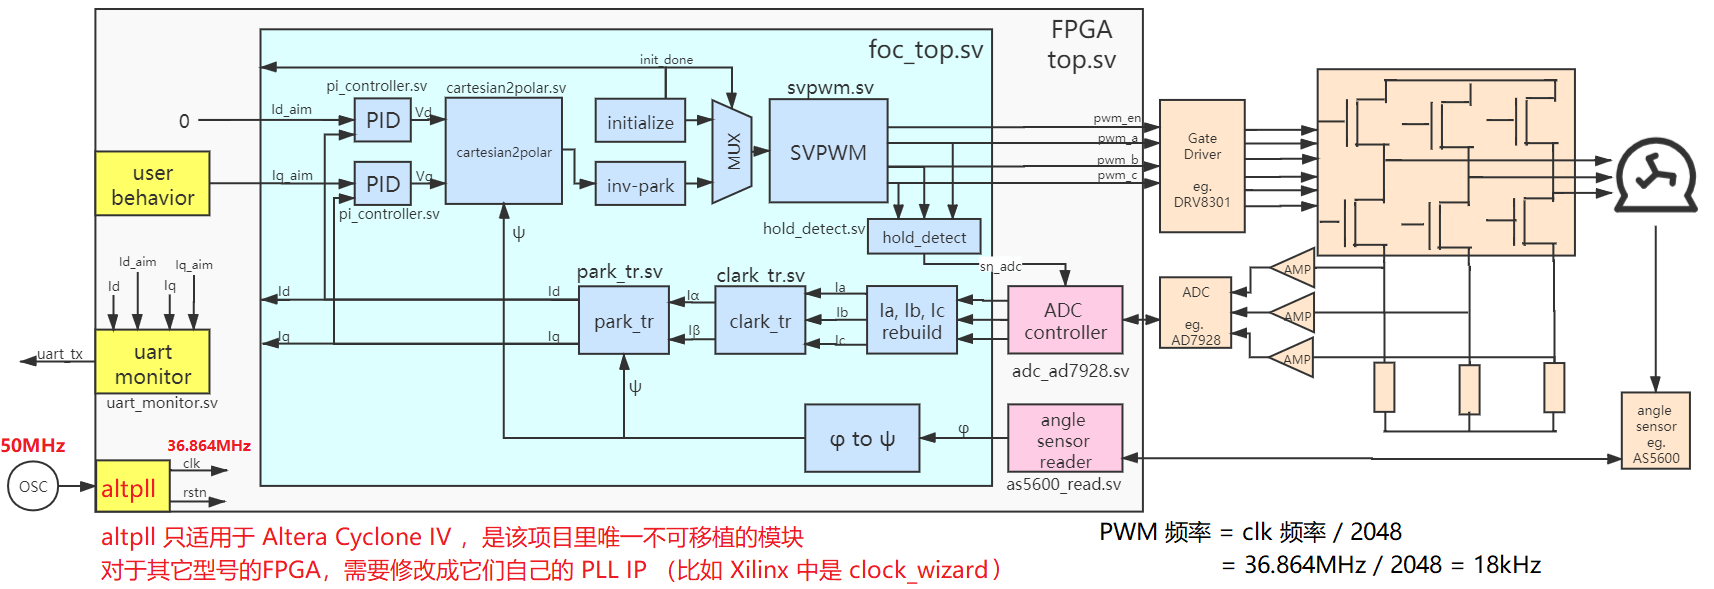 FPGA
top.sv
foc_top.sv
init_done
pi_controller.sv
cartesian2polar.sv
svpwm.sv
0
Id_aim
PID
Vd
cartesian2polar
initialize
MUX
SVPWM
pwm_en
pwm_a
pwm_b
pwm_c
Gate
Driver
eg.
DRV8301
user
behavior
Iq_aim
PID
Vq
inv-park
pi_controller.sv
ψ
hold_detect.sv
hold_detect
sn_adc
Id_aim
Iq_aim
Id
Iq
Id
Iq
park_tr.sv
clark_tr.sv
Id
Iq
park_tr
Iα
Iβ
clark_tr
Ia
Ib
Ic
Ia, Ib, Ic
rebuild
ADC
controller
adc_ad7928.sv
ADC
eg.
AD7928
AMP
AMP
AMP
uart_tx
uart
monitor
uart_monitor.sv
ψ
φ to ψ
φ
angle
sensor
reader
as5600_read.sv
angle
sensor
eg.
AS5600
50MHz
OSC
altpll
36.864MHz
clk
rstn
altpll 只适用于 Altera Cyclone IV ，是该项目里唯一不可移植的模块
对于其它型号的FPGA，需要修改成它们自己的 PLL IP （比如 Xilinx 中是 clock_wizard）
PWM 频率 = clk 频率 / 2048
= 36.864MHz / 2048 = 18kHz